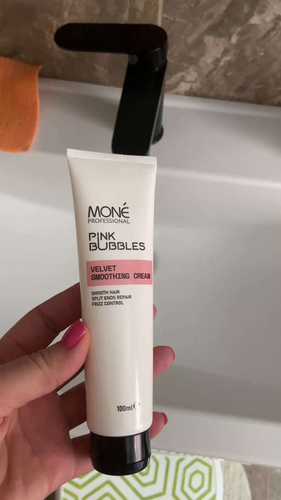 MONÉ
PROFESSIONAL
PINK
BUBBLES
VELVET
SMOOTHING CREAM
SMOOTH HAIR
SPLIT ENDS REPAIR
FRIZZ CONTROL
100ml ℮